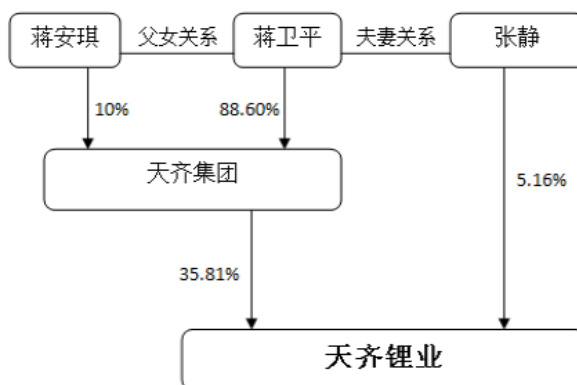 蒋安琪
父女关系
蒋卫平
夫妻关系
张静
10%
88.60%
天齐集团
5.16%
35.81%
天齐锂业